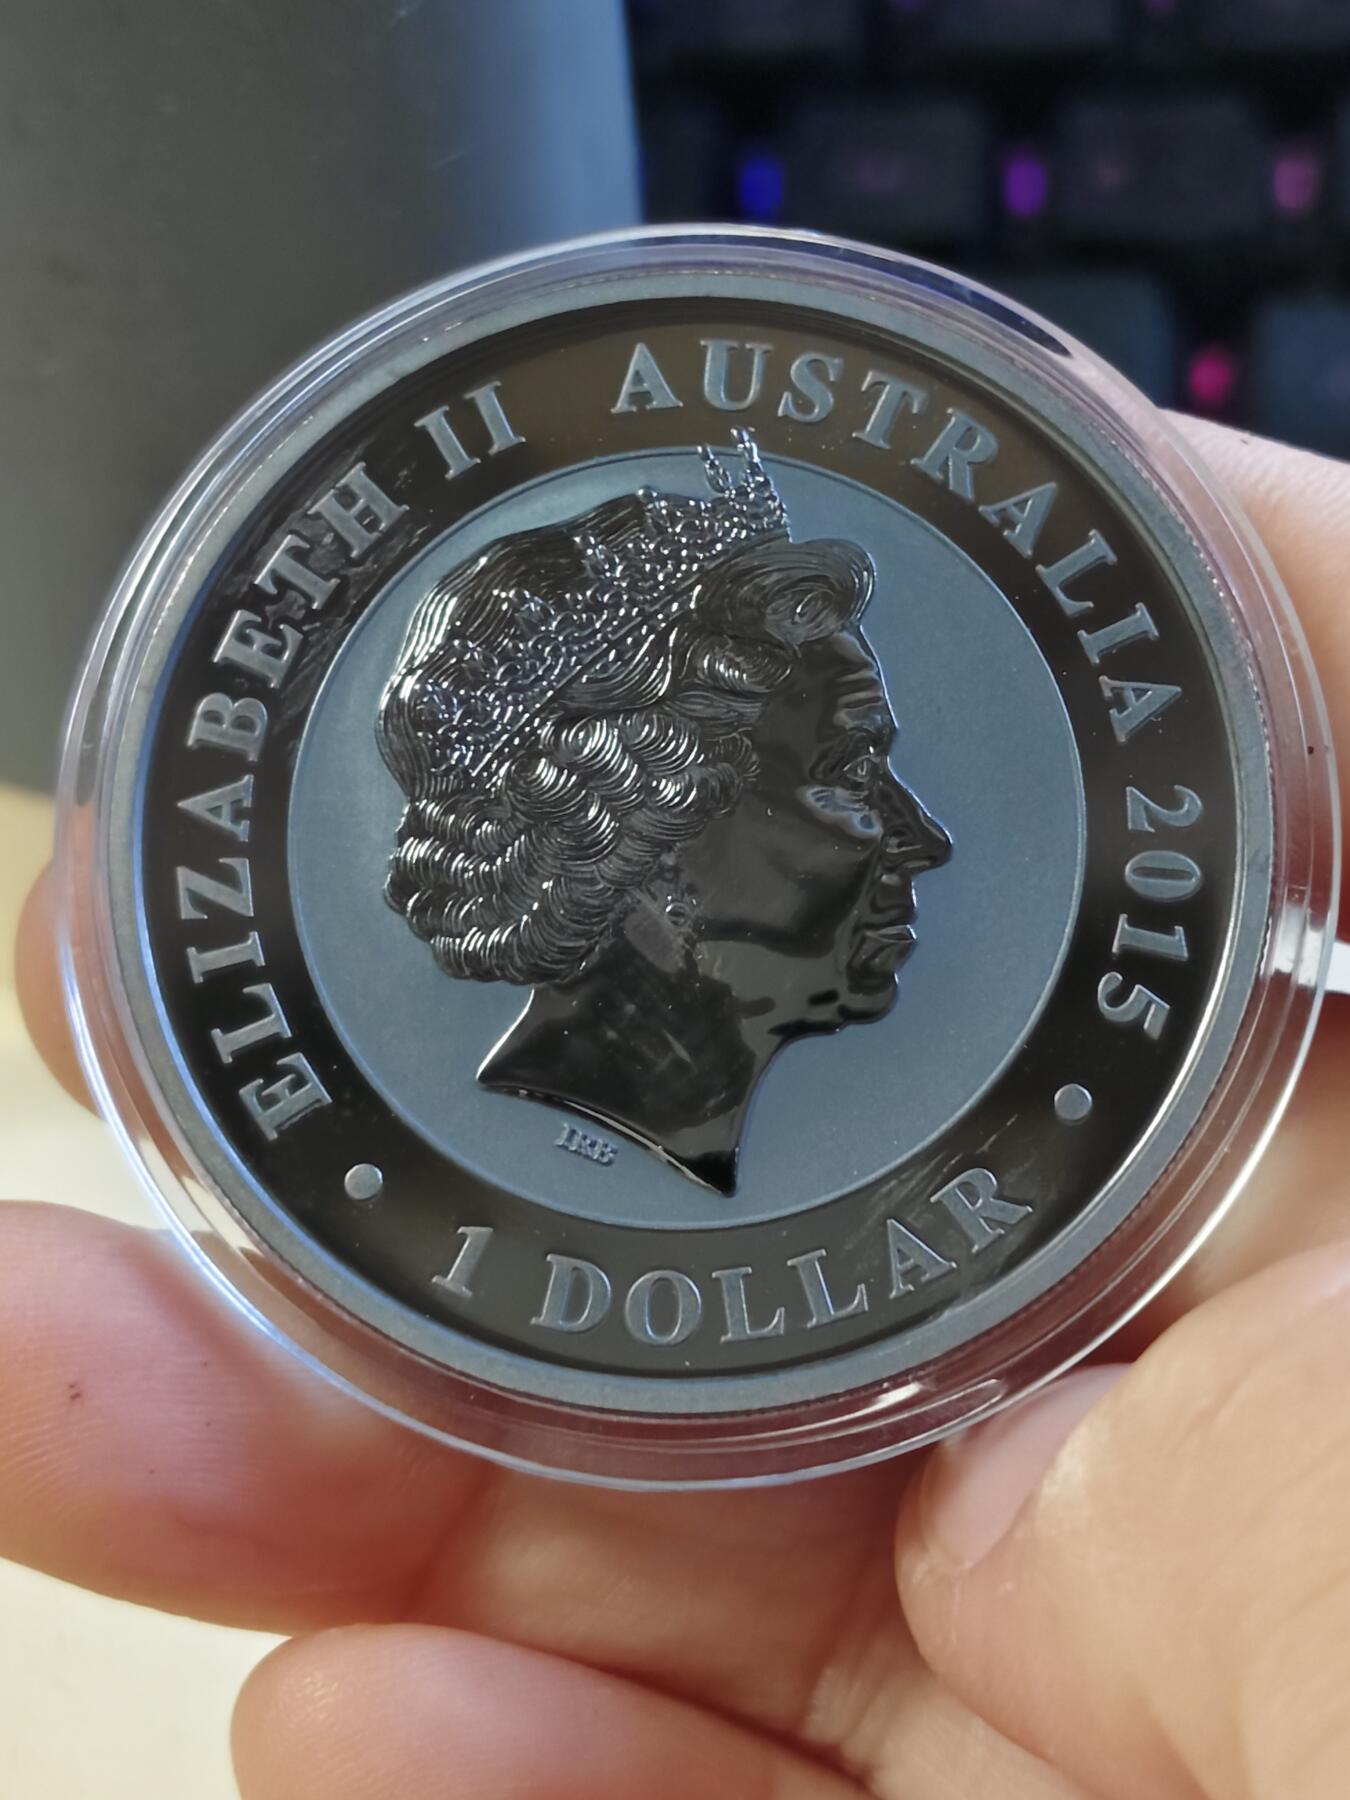 ELIZABETH II AUSTRALIA 2015
1 DOLLAR
IRB